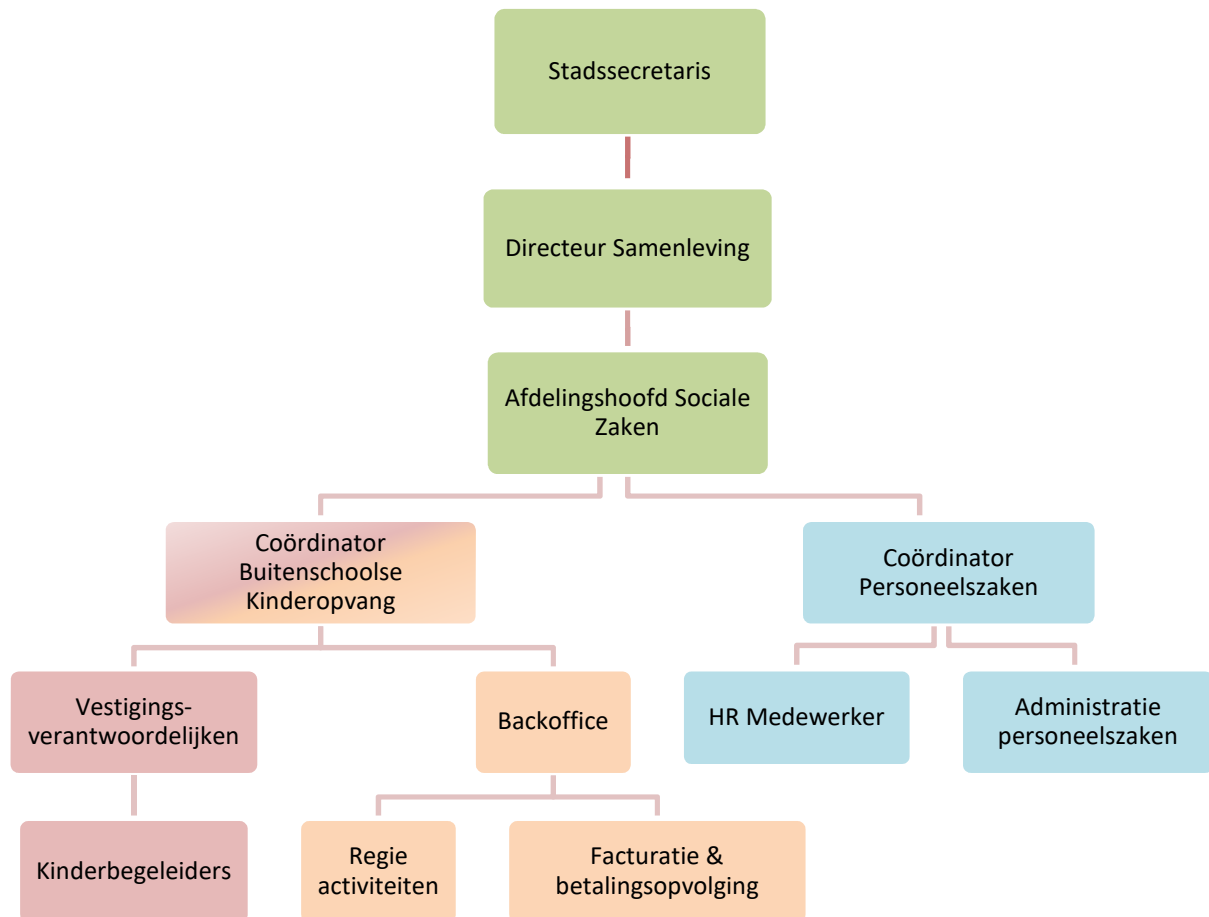 Stadssecretaris
Directeur Samenleving
Afdelingshoofd Sociale
Zaken
Coördinator
Buitenschoolse
Kinderopvang
Coördinator
Personeelszaken
Vestigings-
verantwoordelijken
Backoffice
HR Medewerker
Administratie
personeelszaken
Kinderbegeleiders
Regie
activiteiten
Facturatie &
betalingsopvolging